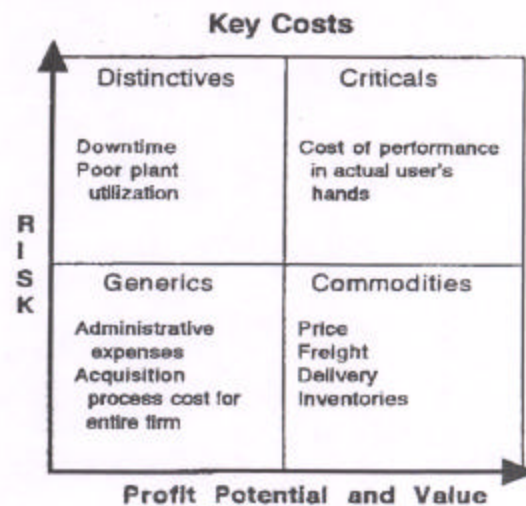 Key Costs
Distinctives
Downtime
Poor plant
utilization
Criticals
Cost of performance
in actual user's
hands
RISK
Generics
Administrative
expenses
Acquisition
process cost for
entire firm
Commodities
Price
Freight
Delivery
Inventories
Profit Potential and Value